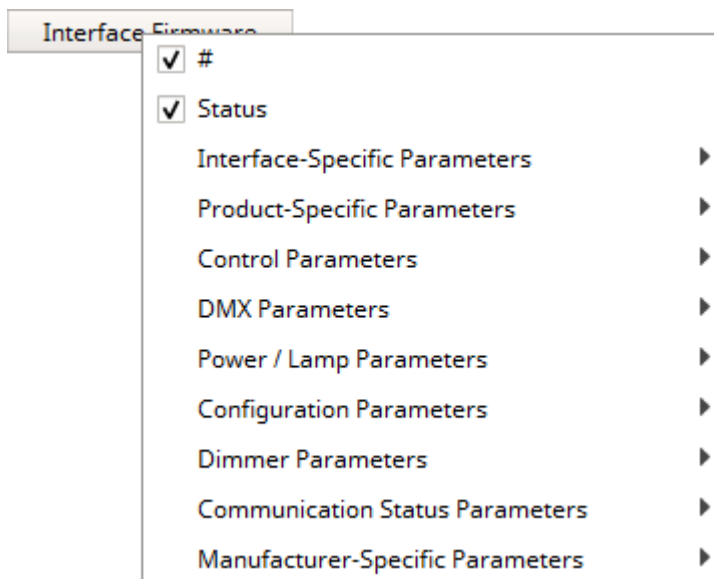 Interface Firmware
#
Status
Interface-Specific Parameters
Product-Specific Parameters
Control Parameters
DMX Parameters
Power / Lamp Parameters
Configuration Parameters
Dimmer Parameters
Communication Status Parameters
Manufacturer-Specific Parameters